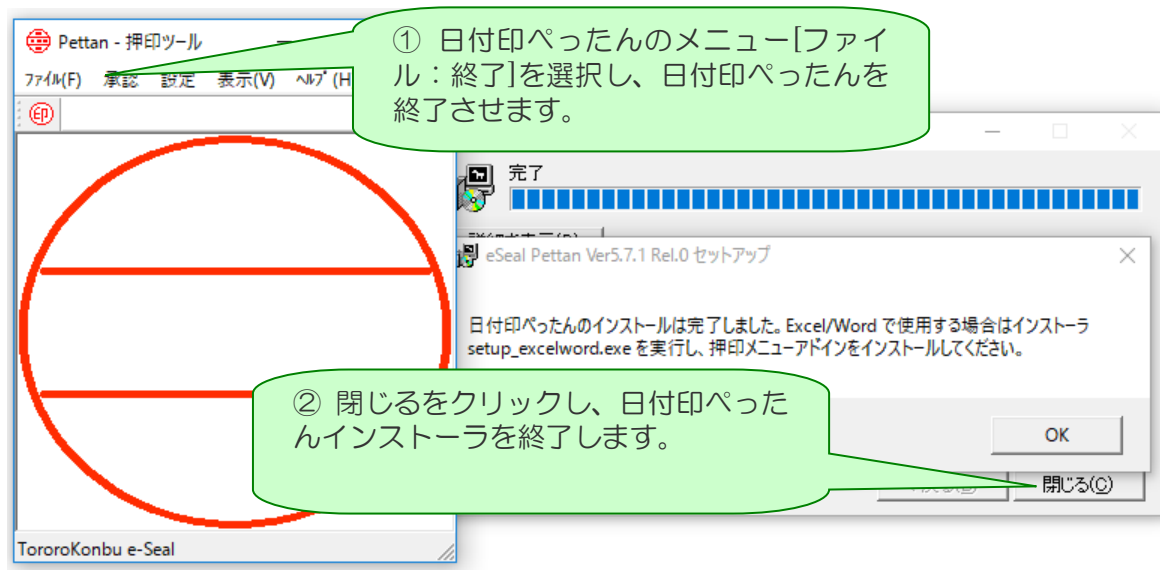 Pettan - 押印ツール
ファイル(F) 承認 設定 表示(V) ヘルプ(H
印
① 日付印ぺったんのメニュー[ファイ
ル：終了]を選択し、日付印ぺったんを
終了させます。
完了
eSeal Pettan Ver5.7.1 Rel.0 セットアップ
日付印ぺったんのインストールは完了しました。Excel/Word で使用する場合はインストーラ
setup_excelword.exe を実行し、押印メニューアドインをインストールしてください。
② 閉じるをクリックし、日付印ぺった
んインストーラを終了します。
OK
閉じる(C)
TororoKonbu e-Seal